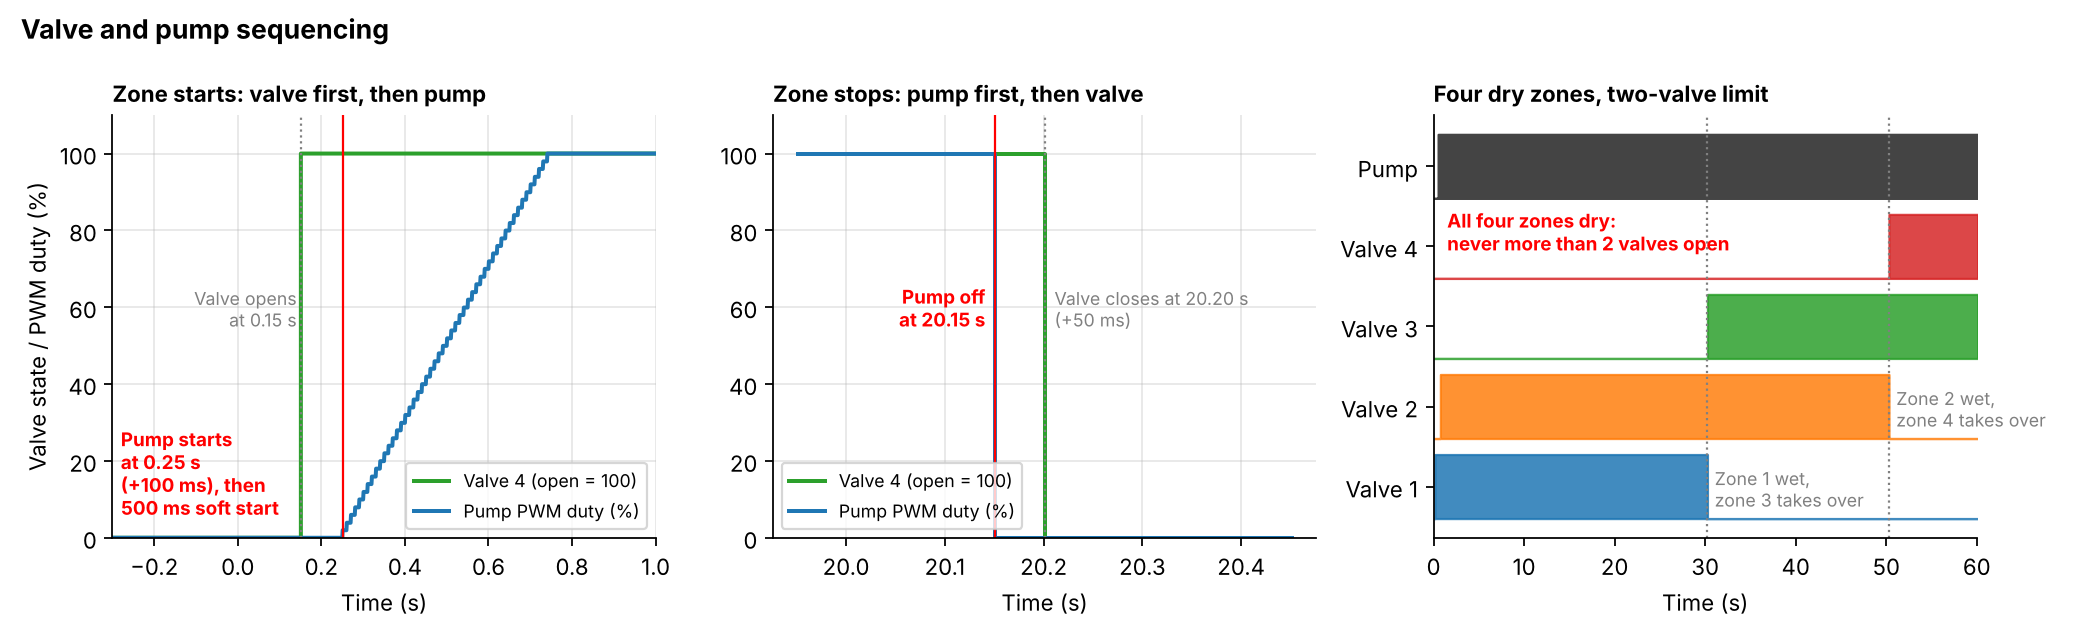 Valve and pump sequencing
Zone starts: valve first, then pump
Valve state / PWM duty (%)
100
80
60
40
20
0
Valve opens
at 0.15 s
Pump starts
at 0.25 s
(+100 ms), then
500 ms soft start
Valve 4 (open = 100)
Pump PWM duty (%)
−0.2
0.0
0.2
0.4
0.6
0.8
1.0
Time (s)
Zone stops: pump first, then valve
100
80
60
40
20
0
Pump off
at 20.15 s
Valve closes at 20.20 s
(+50 ms)
Valve 4 (open = 100)
Pump PWM duty (%)
20.0
20.1
20.2
20.3
20.4
Time (s)
Four dry zones, two-valve limit
Pump
All four zones dry:
never more than 2 valves open
Valve 4
Valve 3
Valve 2
Zone 2 wet,
zone 4 takes over
Valve 1
Zone 1 wet,
zone 3 takes over
0
10
20
30
40
50
60
Time (s)